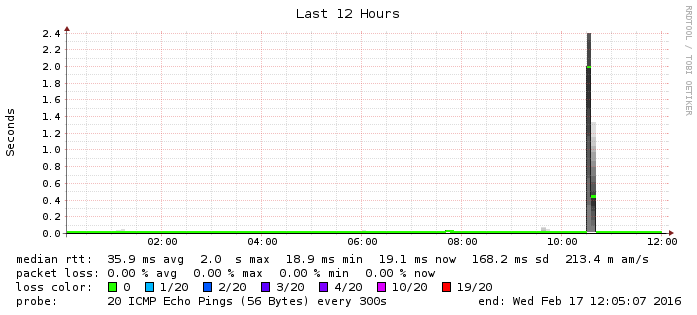 Last 12 Hours
RRDTOOL / TOBI OETIKER
Seconds
2.4
2.2
2.0
1.8
1.6
1.4
1.2
1.0
0.8
0.6
0.4
0.2
0.0
02:00 04:00 06:00 08:00 10:00 12:00
median rtt: 35.9 ms avg 2.0 s max 18.9 ms min 19.1 ms now 168.2 ms sd 213.4 m am/s
packet loss: 0.00 % avg 0.00 % max 0.00 % min 0.00 % now
loss color: 0 1/20 2/20 3/20 4/20 10/20 19/20
probe: 20 ICMP Echo Pings (56 Bytes) every 300s end: Wed Feb 17 12:05:07 2016